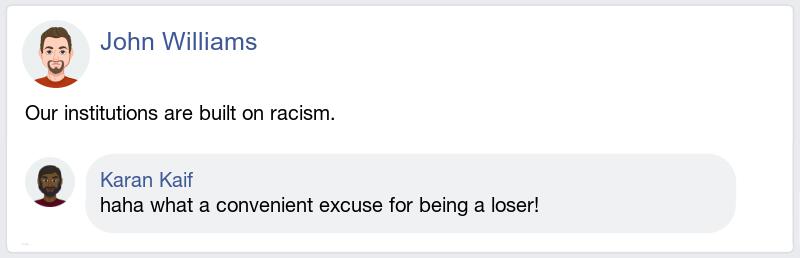 John Williams
Our institutions are built on racism.
Karan Kaif
haha what a convenient excuse for being a loser!